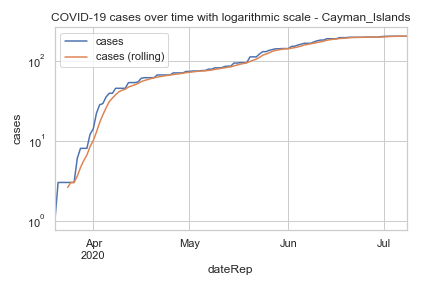 COVID-19 cases over time with logarithmic scale - Cayman_Islands
cases
cases (rolling)
10²
10¹
10⁰
cases
Apr
2020
May
Jun
Jul
dateRep